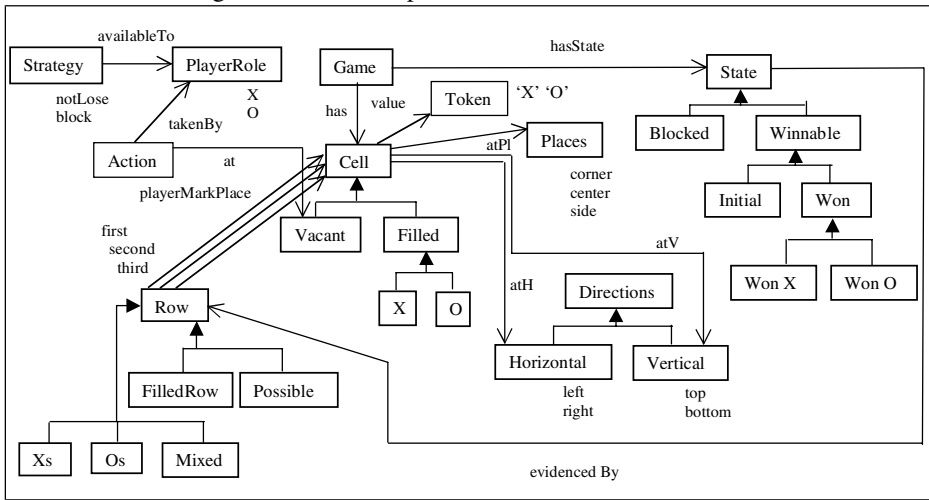 availableTo
hasState
Strategy
PlayerRole
Game
State
notLose
block
X
O
has
value
Token
'X' 'O'
takenBy
Blocked
Winnable
Action
at
Cell
atPl
Places
playerMarkPlace
corner
center
side
Initial
Won
first
second
third
Vacant
Filled
atV
Won X
Won O
Row
X
O
atH
Directions
Horizontal
Vertical
FilledRow
Possible
left
right
top
bottom
Xs
Os
Mixed
evidenced By